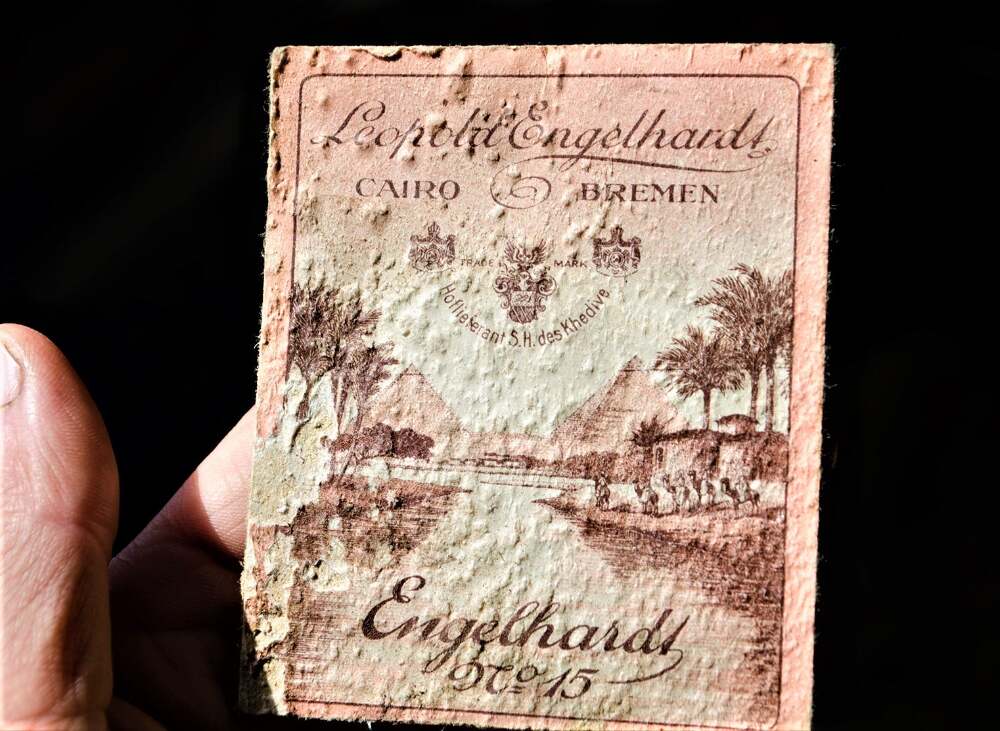 Leopold Engelhardt,
CAIRO BREMEN
TRADE MARK
Hoflieferant S.H. des Khedive
Engelhardt
No 15